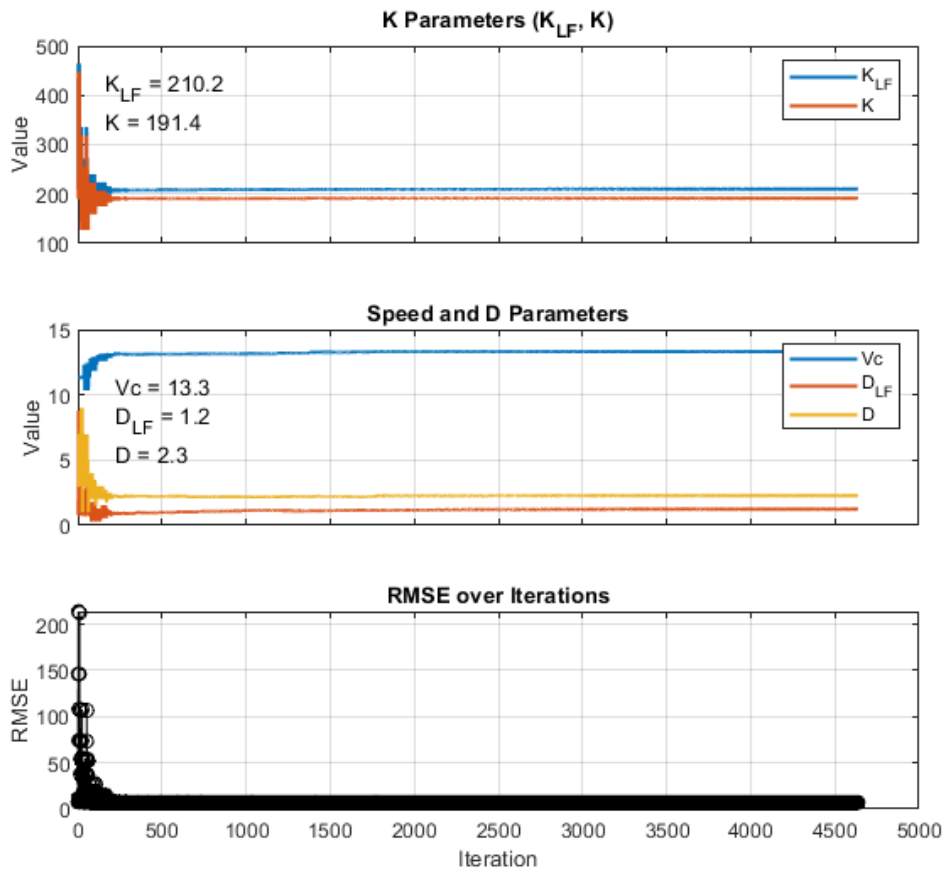 K Parameters (K_LF, K)
500
400
300
200
100
Value
K_LF = 210.2
K = 191.4
K_LF
K
Speed and D Parameters
15
10
5
0
Value
Vc = 13.3
D_LF = 1.2
D = 2.3
Vc
D_LF
D
RMSE over Iterations
200
150
100
50
0
RMSE
0 500 1000 1500 2000 2500 3000 3500 4000 4500 5000
Iteration